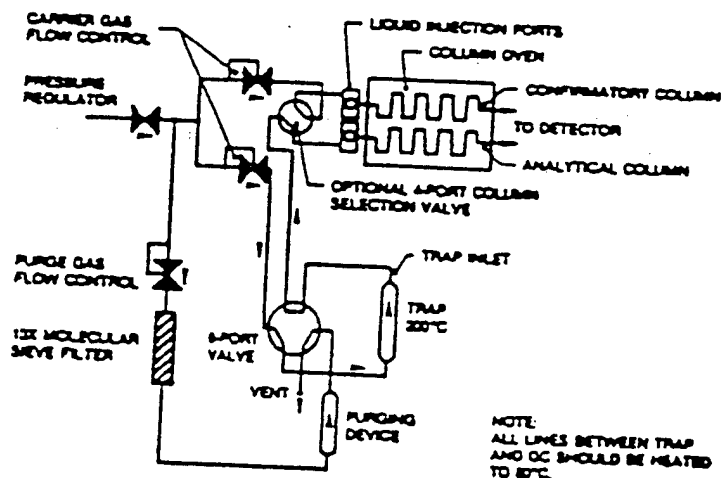 CARRIER GAS
FLOW CONTROL
LIQUID INJECTION PORTS
COLUMN OVEN
PRESSURE
REGULATOR
CONFIRMATORY COLUMN
TO DETECTOR
ANALYTICAL COLUMN
OPTIONAL 4-PORT COLUMN
SELECTION VALVE
PURGE GAS
FLOW CONTROL
TRAP INLET
TRAP
200°C
13X MOLECULAR
SIEVE FILTER
6-PORT
VALVE
VENT
PURGING
DEVICE
NOTE:
ALL LINES BETWEEN TRAP
AND GC SHOULD BE HEATED
TO 80°C.